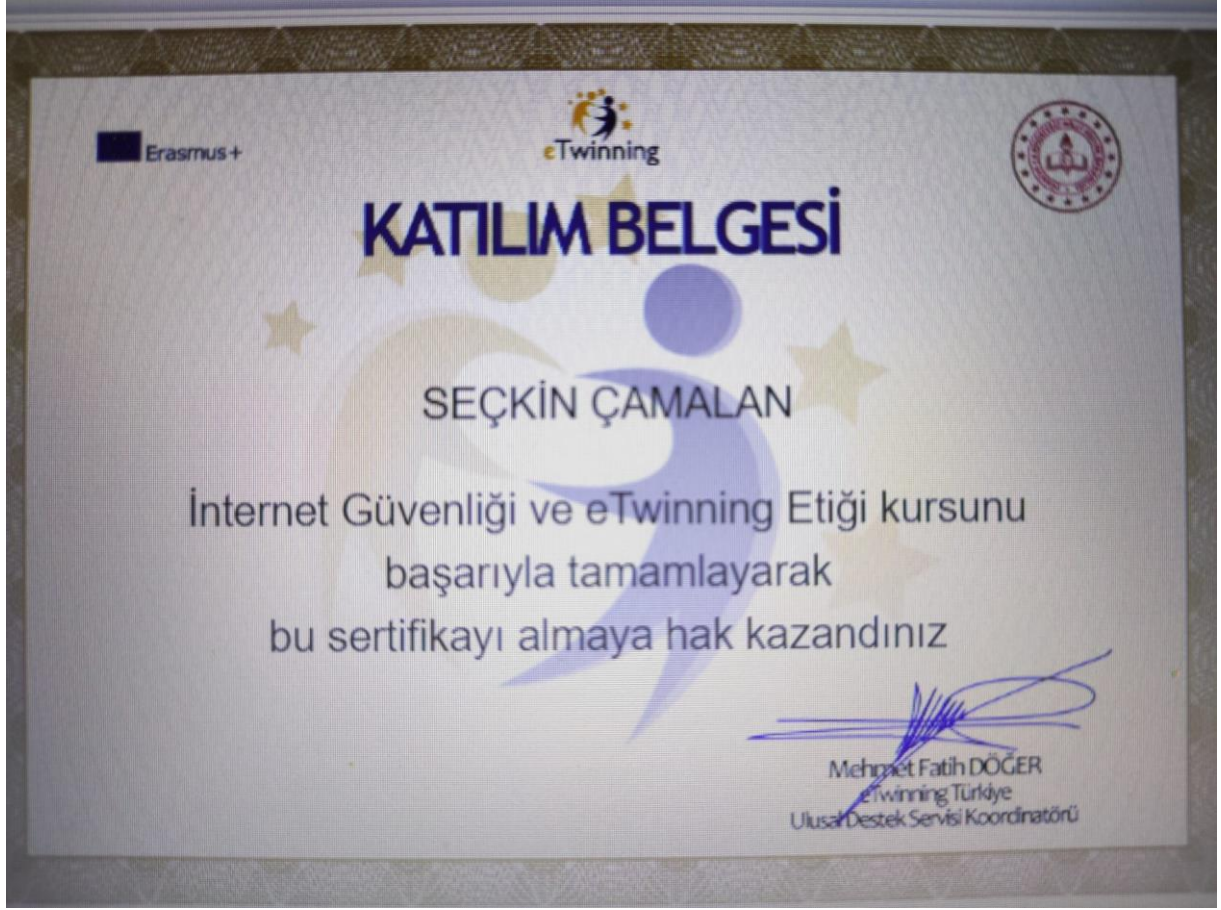 Erasmus+
eTwinning
KATILIM BELGESİ
SEÇKİN ÇAMALAN
İnternet Güvenliği ve eTwinning Etiği kursunu
başarıyla tamamlayarak
bu sertifikayı almaya hak kazandınız
Mehmet Fatih DÖĞER
eTwinning Türkiye
Ulusal Destek Servisi Koordinatörü